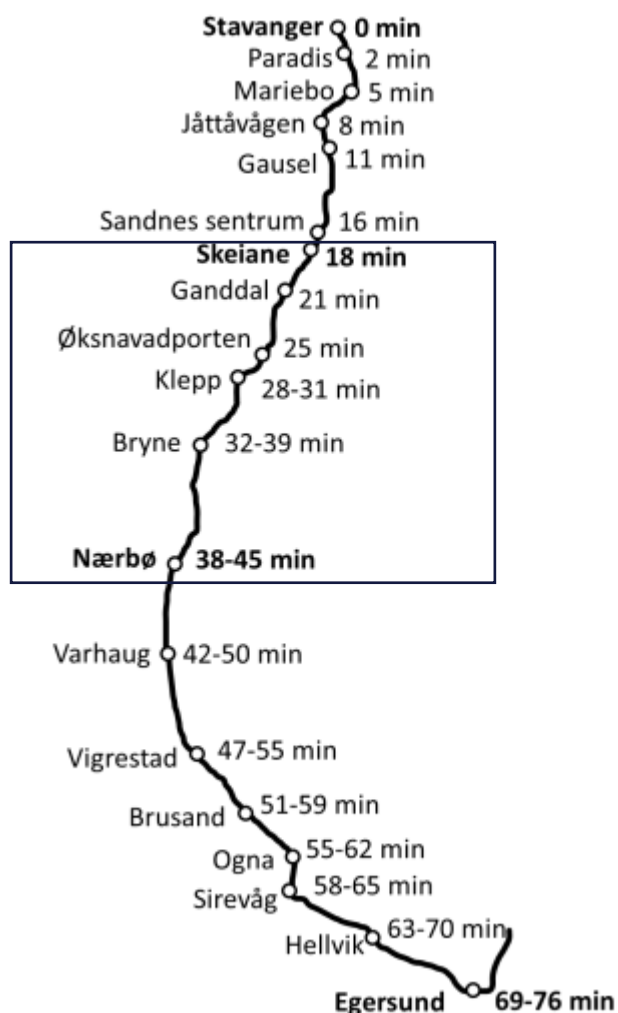 Stavanger 0 min
Paradis 2 min
Mariebo 5 min
Jåttåvågen 8 min
Gausel 11 min
Sandnes sentrum 16 min
Skeiane 18 min
Ganddal 21 min
Øksnavadporten 25 min
Klepp 28-31 min
Bryne 32-39 min
Nærbø 38-45 min
Varhaug 42-50 min
Vigrestad 47-55 min
Brusand 51-59 min
Ogna 55-62 min
Sirevåg 58-65 min
Hellvik 63-70 min
Egersund 69-76 min